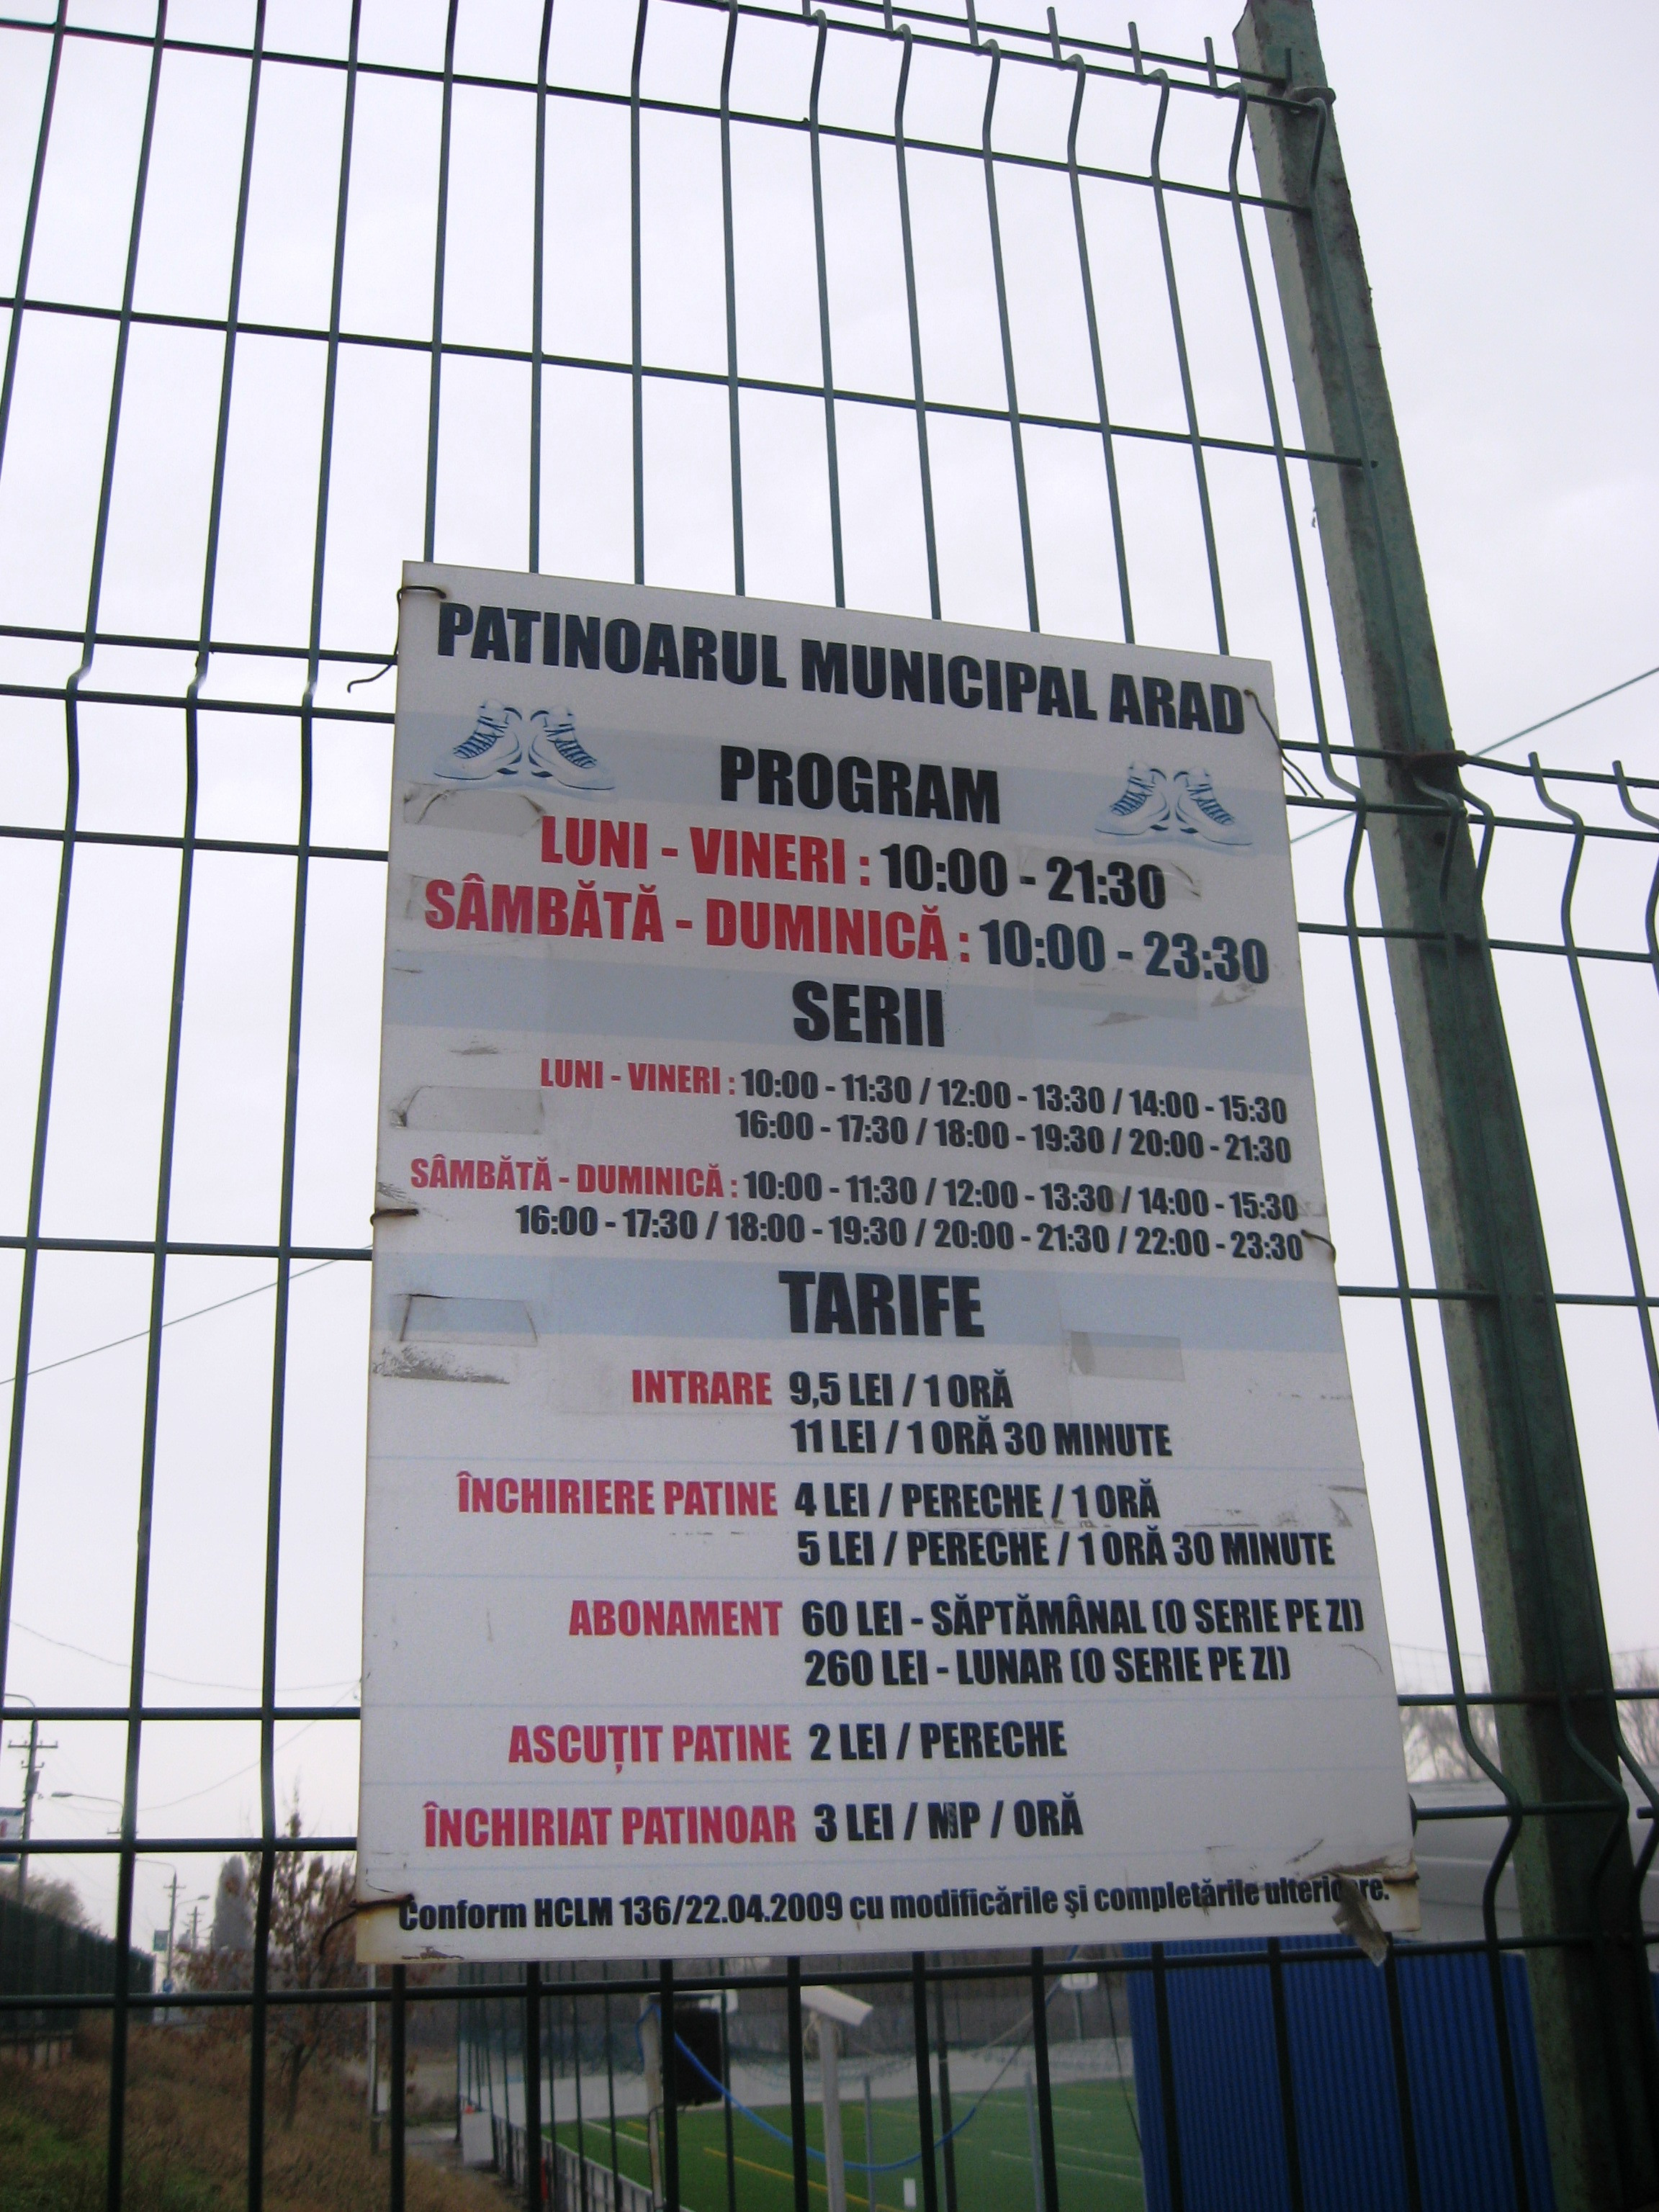 PATINOARUL MUNICIPAL ARAD
PROGRAM
LUNI - VINERI : 10:00 - 21:30
SÂMBĂTĂ - DUMINICĂ : 10:00 - 23:30
SERII
LUNI - VINERI : 10:00 - 11:30 / 12:00 - 13:30 / 14:00 - 15:30
16:00 - 17:30 / 18:00 - 19:30 / 20:00 - 21:30
SÂMBĂTĂ - DUMINICĂ : 10:00 - 11:30 / 12:00 - 13:30 / 14:00 - 15:30
16:00 - 17:30 / 18:00 - 19:30 / 20:00 - 21:30 / 22:00 - 23:30
TARIFE
INTRARE 9,5 LEI / 1 ORĂ
11 LEI / 1 ORĂ 30 MINUTE
ÎNCHIRIERE PATINE 4 LEI / PERECHE / 1 ORĂ
5 LEI / PERECHE / 1 ORĂ 30 MINUTE
ABONAMENT 60 LEI - SĂPTĂMÂNAL (O SERIE PE ZI)
260 LEI - LUNAR (O SERIE PE ZI)
ASCUŢIT PATINE 2 LEI / PERECHE
ÎNCHIRIAT PATINOAR 3 LEI / MP / ORĂ
Conform HCLM 136/22.04.2009 cu modificările şi completările ulterioare.